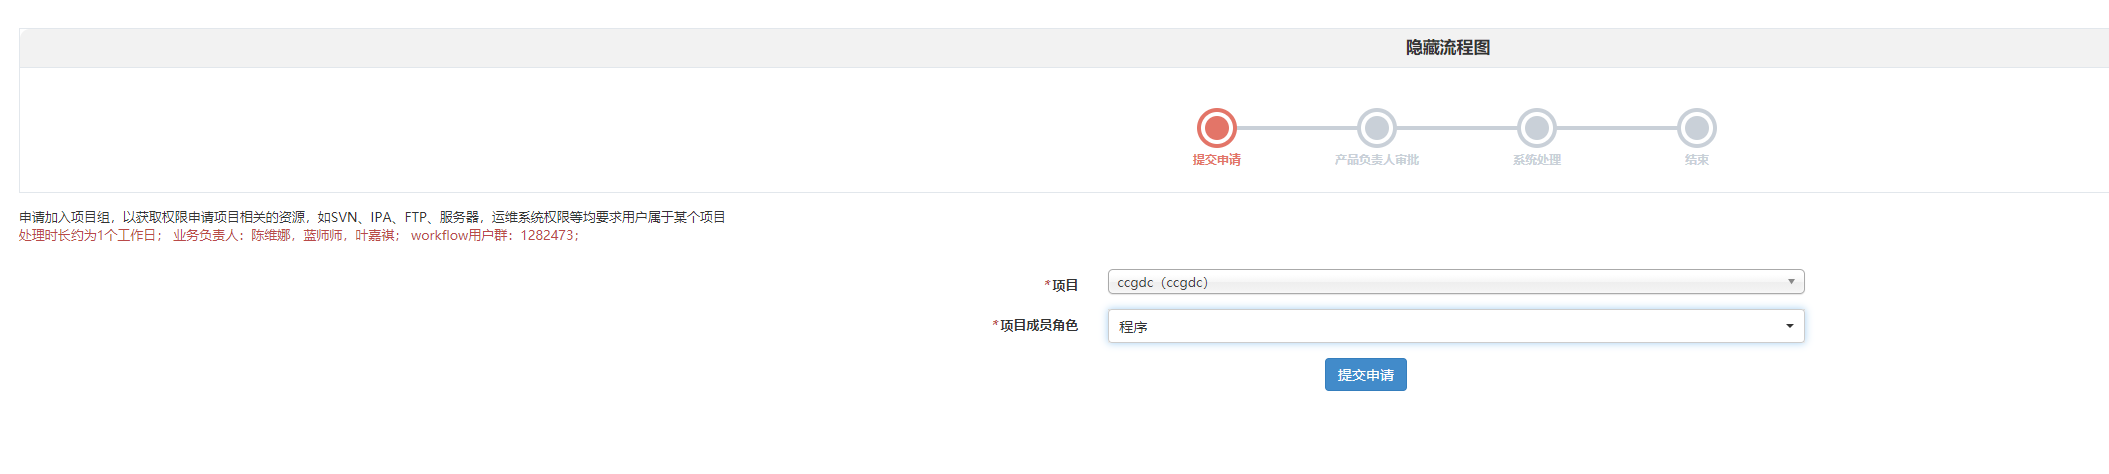 隐藏流程图
提交申请
产品负责人审批
系统处理
结束
申请加入项目组，以获取权限申请项目相关的资源，如SVN、IPA、FTP、服务器，运维系统权限等均要求用户属于某个项目
处理时长约为1个工作日； 业务负责人：陈维娜，蓝师师，叶嘉祺； workflow用户群：1282473；
*项目
ccgdc（ccgdc）
*项目成员角色
程序
提交申请